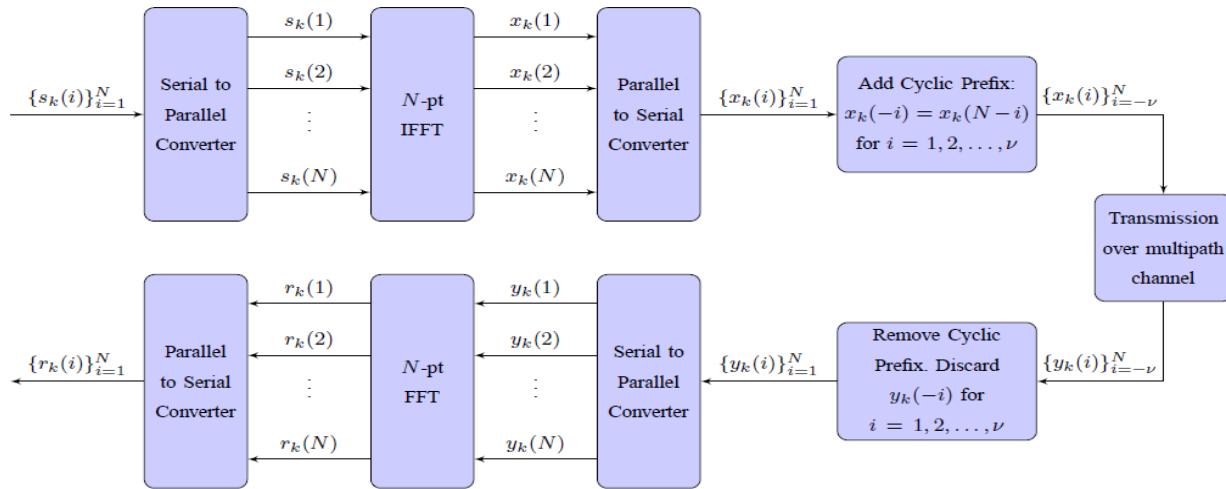 {s_k(i)}_{i=1}^N
Serial to
Parallel
Converter
s_k(1)
s_k(2)
⋮
s_k(N)
N-pt
IFFT
x_k(1)
x_k(2)
⋮
x_k(N)
Parallel
to Serial
Converter
{x_k(i)}_{i=1}^N
Add Cyclic Prefix:
x_k(−i) = x_k(N−i)
for i = 1, 2, . . . , ν
{x_k(i)}_{i=−ν}^N
Transmission
over multipath
channel
{y_k(i)}_{i=−ν}^N
Remove Cyclic
Prefix. Discard
y_k(−i) for
i = 1, 2, . . . , ν
{y_k(i)}_{i=1}^N
Serial to
Parallel
Converter
y_k(1)
y_k(2)
⋮
y_k(N)
N-pt
FFT
r_k(1)
r_k(2)
⋮
r_k(N)
Parallel
to Serial
Converter
{r_k(i)}_{i=1}^N